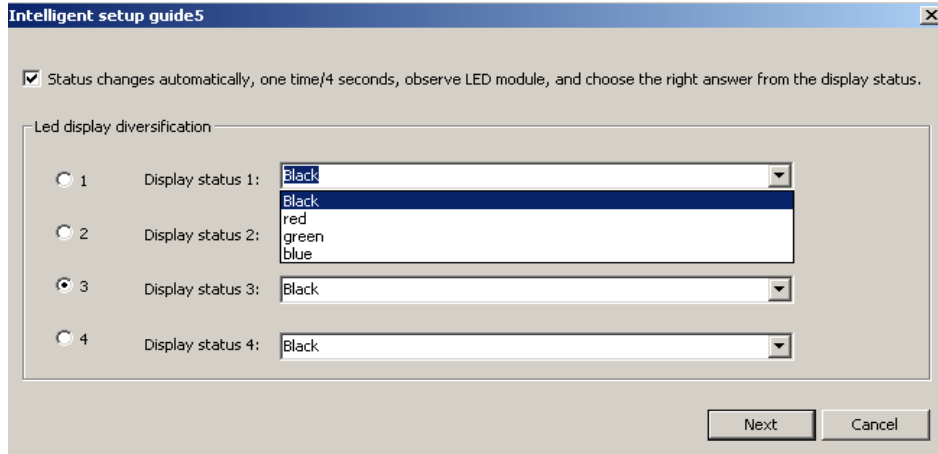 Intelligent setup guide5
Status changes automatically, one time/4 seconds, observe LED module, and choose the right answer from the display status.
Led display diversification
1 Display status 1: Black
Black
red
2 Display status 2: green
blue
3 Display status 3: Black
4 Display status 4: Black
Next Cancel